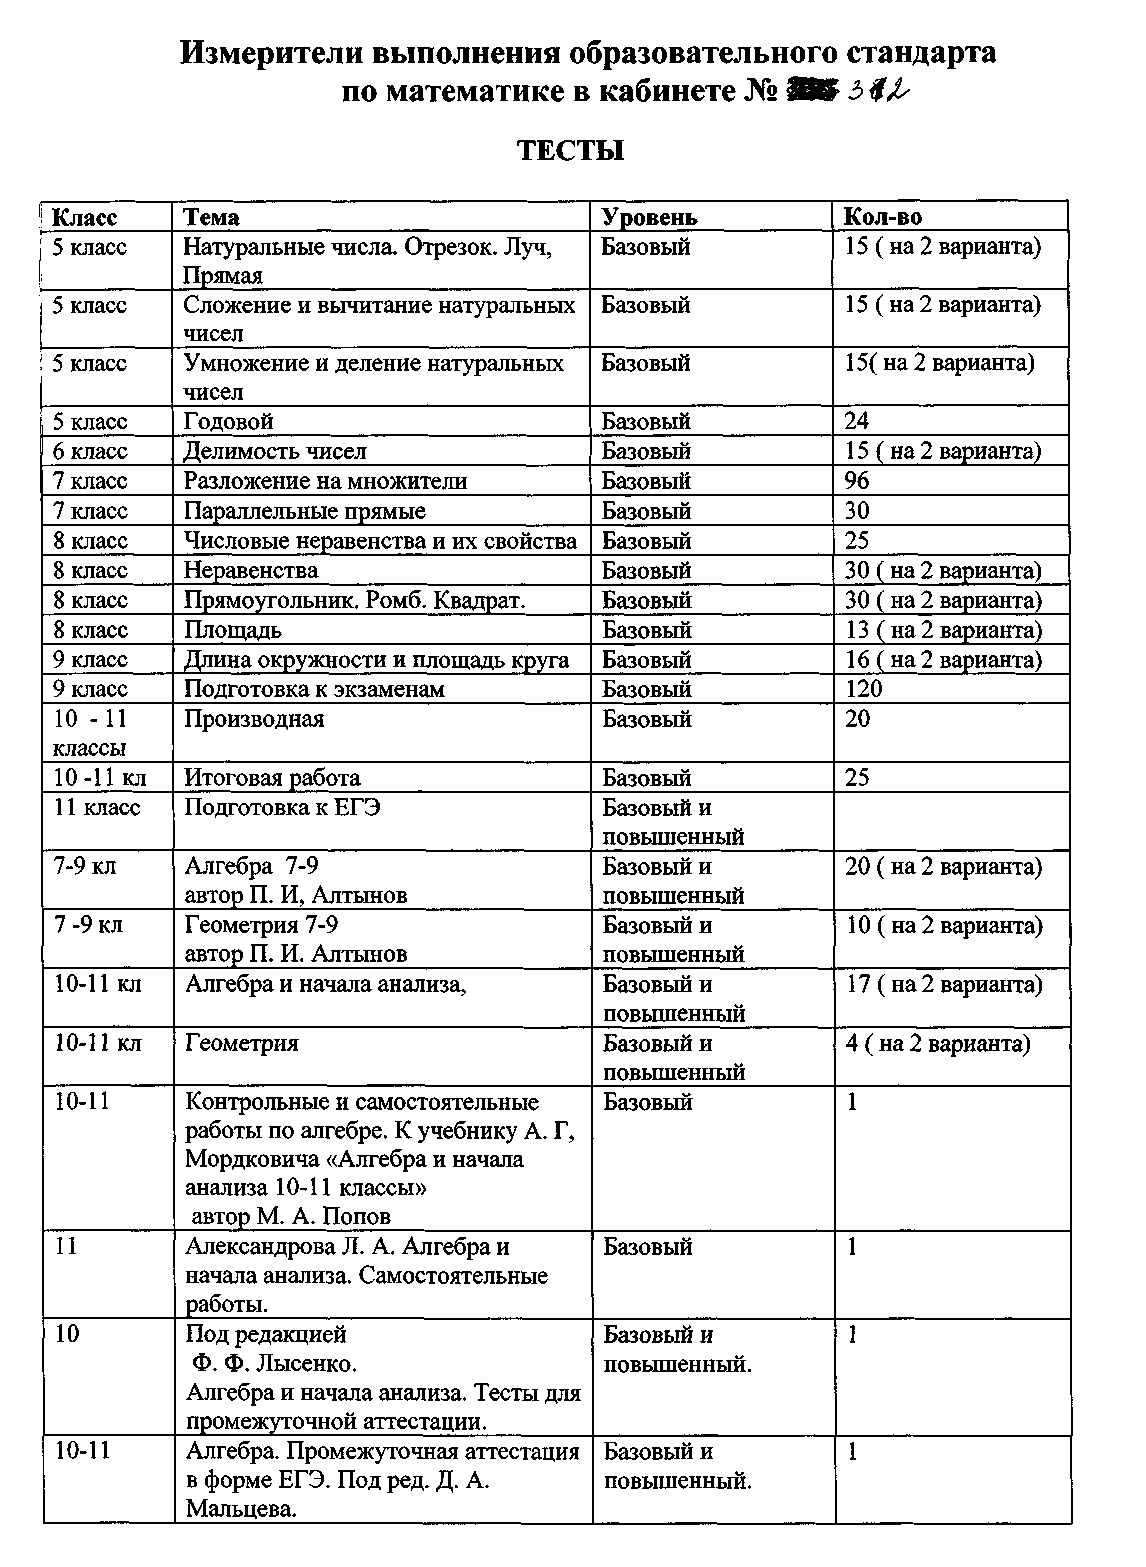 Измерители выполнения образовательного стандарта
по математике в кабинете № 312
ТЕСТЫ
Класс Тема Уровень Кол-во
5 класс Натуральные числа. Отрезок. Луч, Базовый 15 ( на 2 варианта)
Прямая
5 класс Сложение и вычитание натуральных Базовый 15 ( на 2 варианта)
чисел
5 класс Умножение и деление натуральных Базовый 15( на 2 варианта)
чисел
5 класс Годовой Базовый 24
6 класс Делимость чисел Базовый 15 ( на 2 варианта)
7 класс Разложение на множители Базовый 96
7 класс Параллельные прямые Базовый 30
8 класс Числовые неравенства и их свойства Базовый 25
8 класс Неравенства Базовый 30 ( на 2 варианта)
8 класс Прямоугольник. Ромб. Квадрат. Базовый 30 ( на 2 варианта)
8 класс Площадь Базовый 13 ( на 2 варианта)
9 класс Длина окружности и площадь круга Базовый 16 ( на 2 варианта)
9 класс Подготовка к экзаменам Базовый 120
10 - 11 Производная Базовый 20
классы
10 -11 кл Итоговая работа Базовый 25
11 класс Подготовка к ЕГЭ Базовый и
повышенный
7-9 кл Алгебра 7-9 Базовый и 20 ( на 2 варианта)
автор П. И, Алтынов повышенный
7 -9 кл Геометрия 7-9 Базовый и 10 ( на 2 варианта)
автор П. И. Алтынов повышенный
10-11 кл Алгебра и начала анализа, Базовый и 17 ( на 2 варианта)
повышенный
10-11 кл Геометрия Базовый и 4 ( на 2 варианта)
повышенный
10-11 Контрольные и самостоятельные Базовый 1
работы по алгебре. К учебнику А. Г,
Мордковича «Алгебра и начала
анализа 10-11 классы»
автор М. А. Попов
11 Александрова Л. А. Алгебра и Базовый 1
начала анализа. Самостоятельные
работы.
10 Под редакцией Базовый и 1
Ф. Ф. Лысенко. повышенный.
Алгебра и начала анализа. Тесты для
промежуточной аттестации.
10-11 Алгебра. Промежуточная аттестация Базовый и 1
в форме ЕГЭ. Под ред. Д. А. повышенный.
Мальцева.